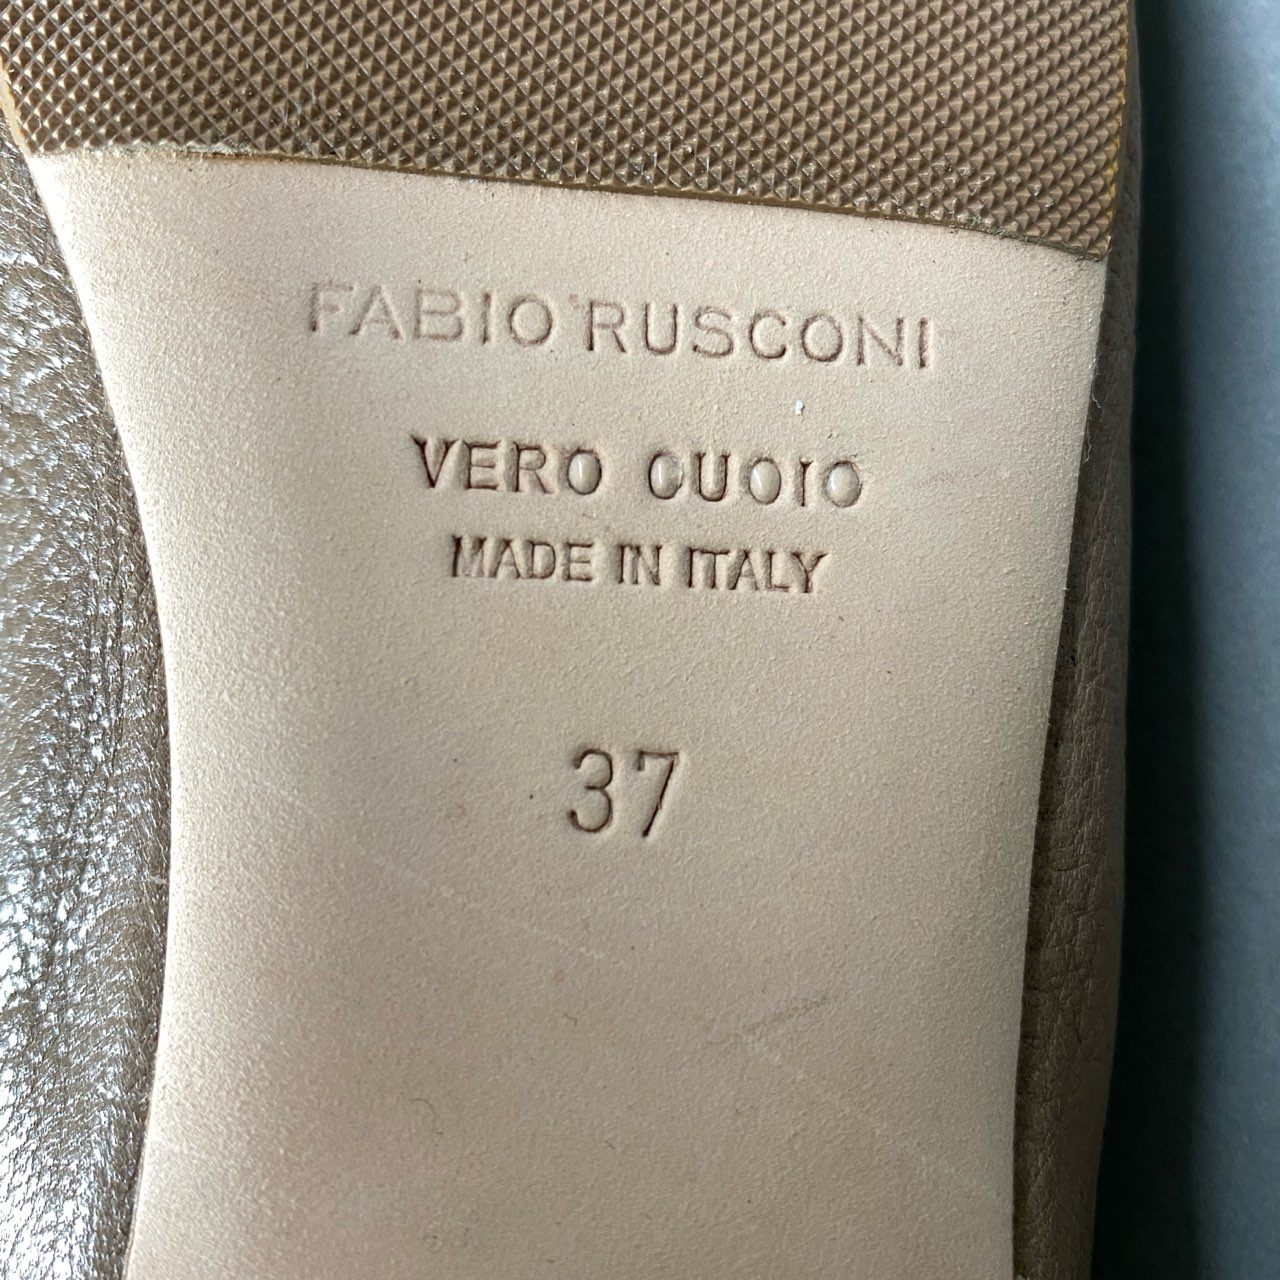 FABIO RUSCONI
VERO CUOIO
MADE IN ITALY
37